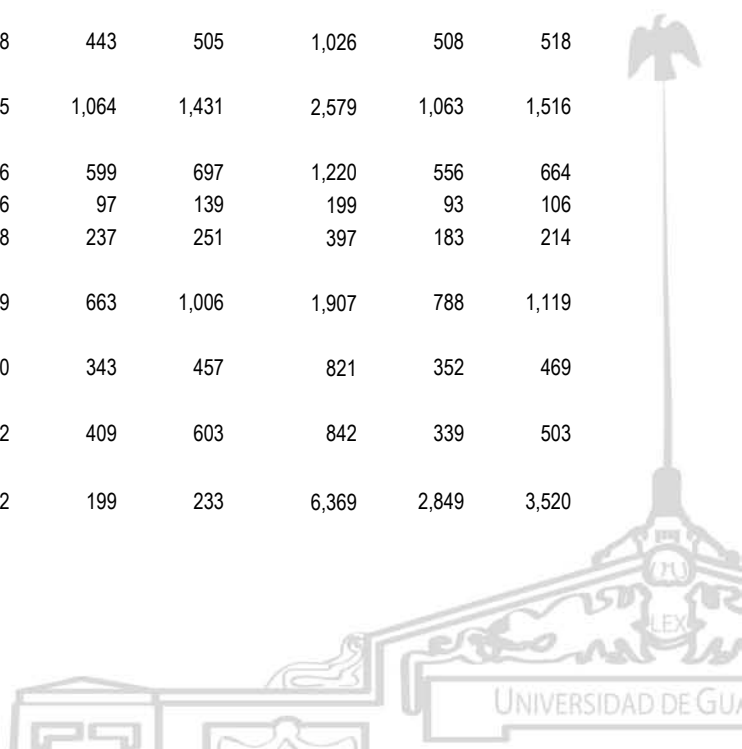 8 443 505 1,026 508 518
5 1,064 1,431 2,579 1,063 1,516
6 599 697 1,220 556 664
6 97 139 199 93 106
8 237 251 397 183 214
9 663 1,006 1,907 788 1,119
0 343 457 821 352 469
2 409 603 842 339 503
2 199 233 6,369 2,849 3,520
LEX
UNIVERSIDAD DE GUA